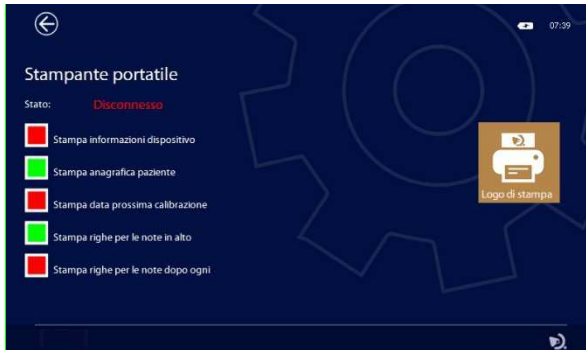 07:39
Stampante portatile
Stato: Disconnesso
Stampa informazioni dispositivo
Stampa anagrafica paziente
Stampa data prossima calibrazione
Stampa righe per le note in alto
Stampa righe per le note dopo ogni
Logo di stampa